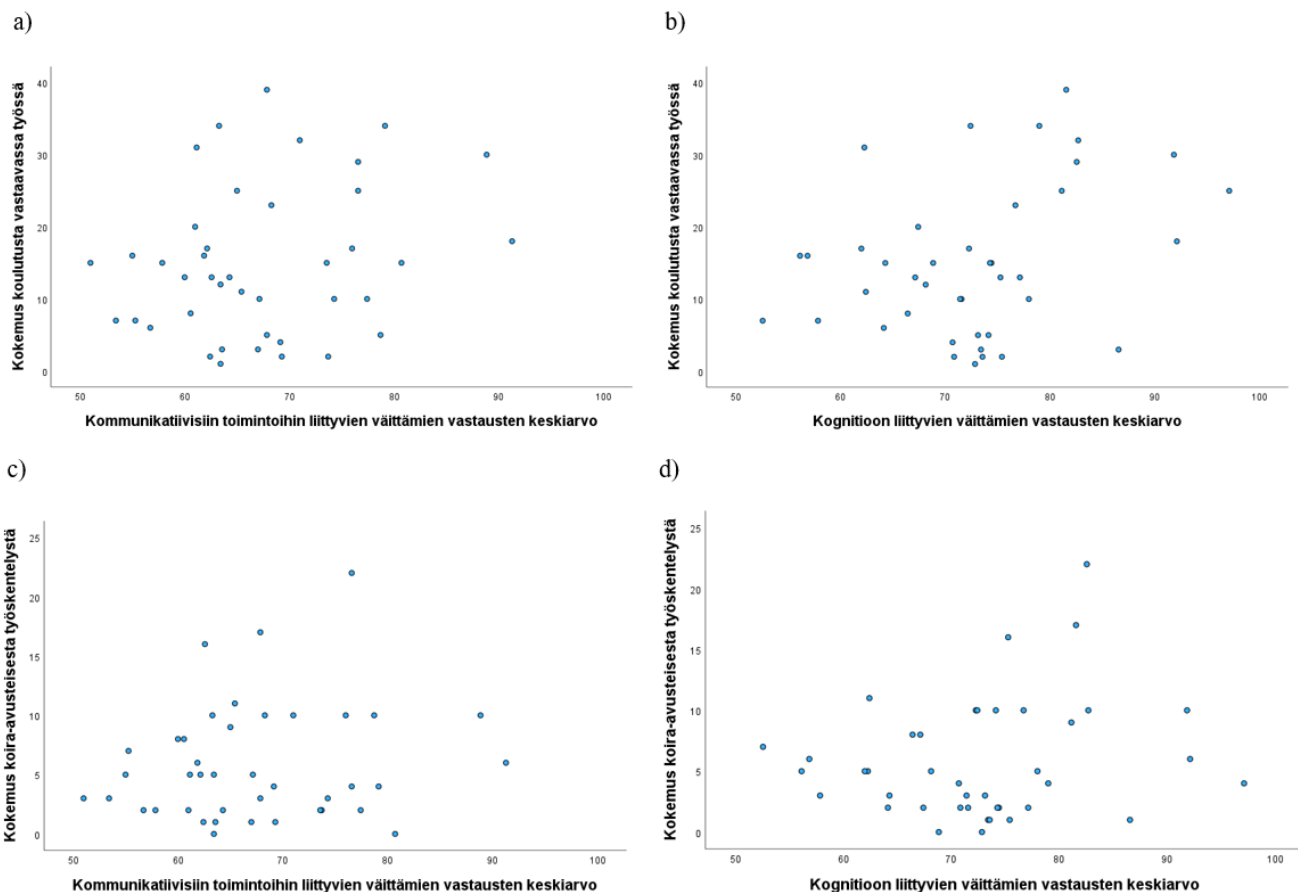 a)
Kokemus koulutusta vastaavassa työssä
40
30
20
10
0
50 60 70 80 90 100
Kommunikatiivisiin toimintoihin liittyvien väittämien vastausten keskiarvo
b)
Kokemus koulutusta vastaavassa työssä
40
30
20
10
0
50 60 70 80 90 100
Kognitioon liittyvien väittämien vastausten keskiarvo
c)
Kokemus koira-avusteisesta työskentelystä
25
20
15
10
5
0
50 60 70 80 90 100
Kommunikatiivisiin toimintoihin liittyvien väittämien vastausten keskiarvo
d)
Kokemus koira-avusteisesta työskentelystä
25
20
15
10
5
0
50 60 70 80 90 100
Kognitioon liittyvien väittämien vastausten keskiarvo